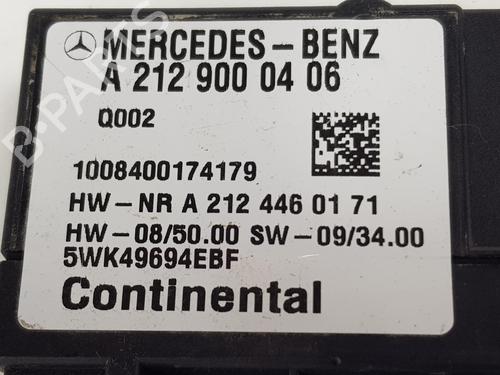 MERCEDES-BENZ
A 212 900 04 06
Q002
1008400174179
HW-NR A 212 446 01 71
HW-08/50.00 SW-09/34.00
5WK49694EBF
Continental
B-PARTS